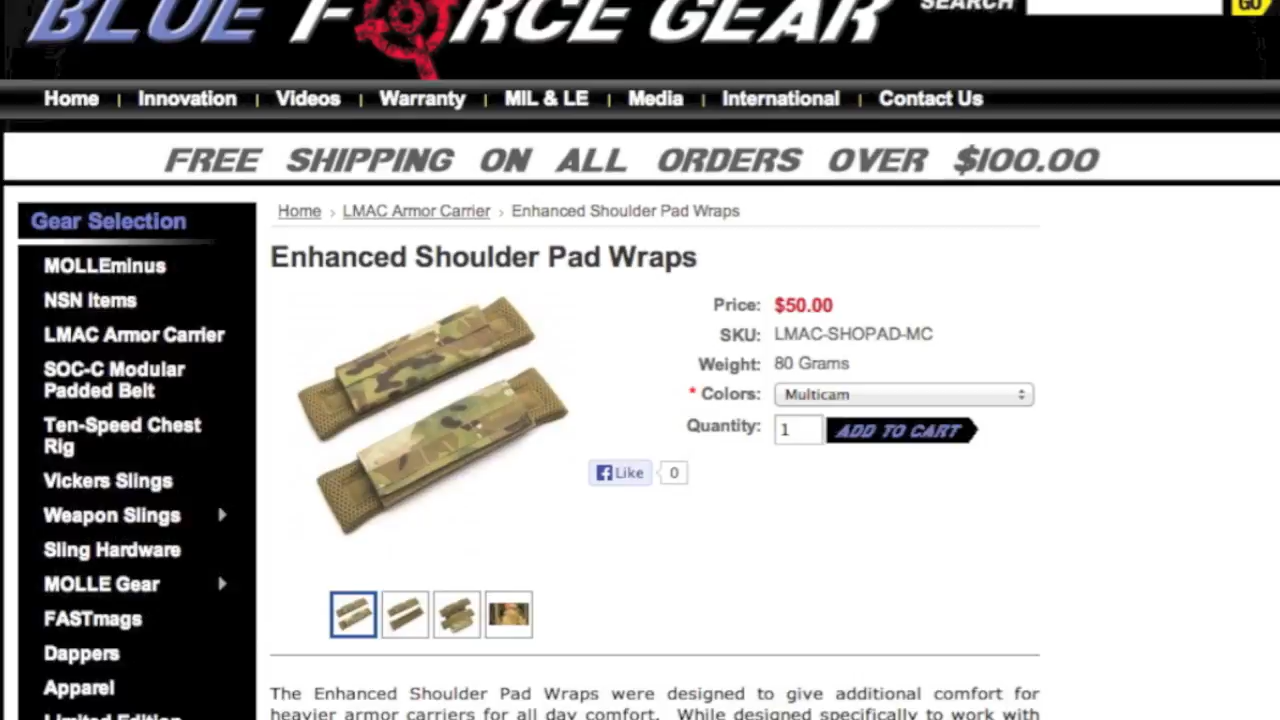 BLUE FORCE GEAR
SEARCH
GO
Home | Innovation | Videos | Warranty | MIL & LE | Media | International | Contact Us
FREE SHIPPING ON ALL ORDERS OVER $100.00
Gear Selection
MOLLEminus
NSN Items
LMAC Armor Carrier
SOC-C Modular
Padded Belt
Ten-Speed Chest
Rig
Vickers Slings
Weapon Slings
Sling Hardware
MOLLE Gear
FASTmags
Dappers
Apparel
Limited Edition
Home › LMAC Armor Carrier › Enhanced Shoulder Pad Wraps
Enhanced Shoulder Pad Wraps
Price: $50.00
SKU: LMAC-SHOPAD-MC
Weight: 80 Grams
* Colors: Multicam
Quantity: 1 ADD TO CART
Like 0
The Enhanced Shoulder Pad Wraps were designed to give additional comfort for
heavier armor carriers for all day comfort. While designed specifically to work with